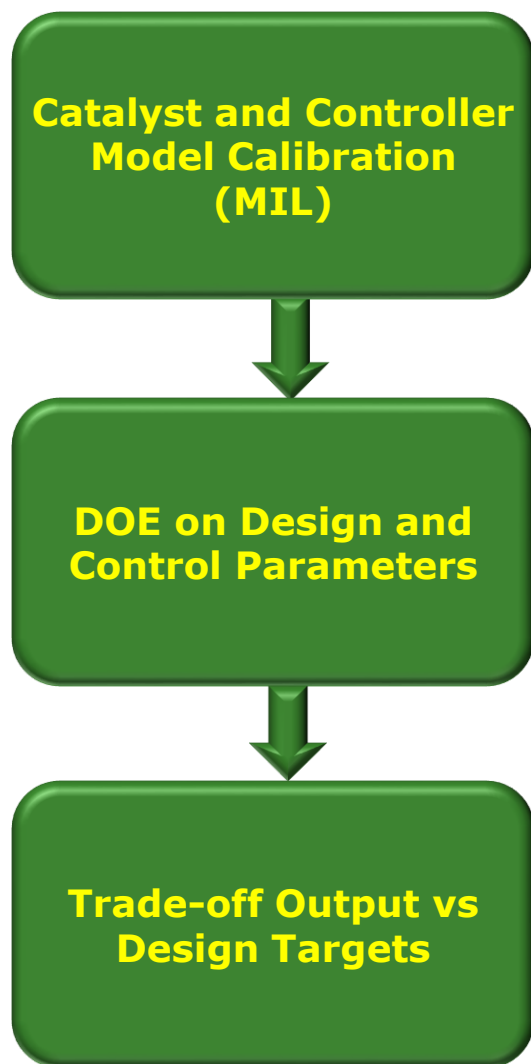 Catalyst and Controller
Model Calibration
(MIL)
DOE on Design and
Control Parameters
Trade-off Output vs
Design Targets